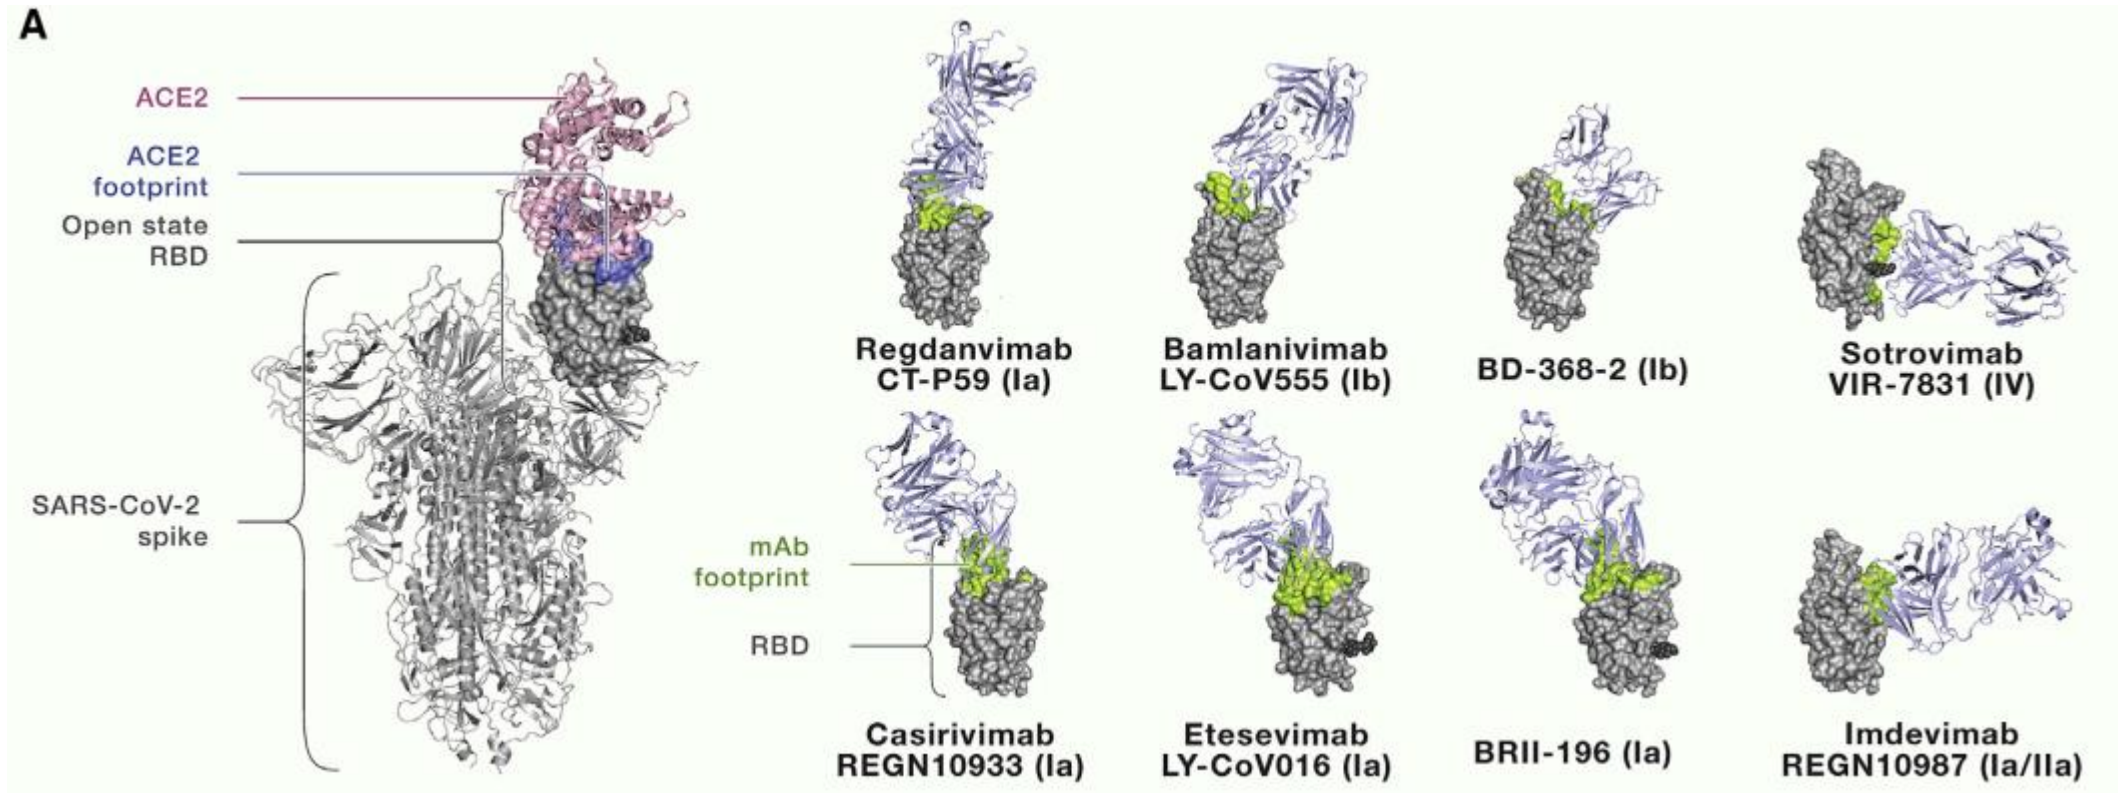 A
ACE2
ACE2
footprint
Open state
RBD
SARS-CoV-2
spike
Regdanvimab
CT-P59 (Ia)
Bamlanivimab
LY-CoV555 (Ib)
BD-368-2 (Ib)
Sotrovimab
VIR-7831 (IV)
mAb
footprint
RBD
Casirivimab
REGN10933 (Ia)
Etesevimab
LY-CoV016 (Ia)
BRII-196 (Ia)
Imdevimab
REGN10987 (Ia/IIa)